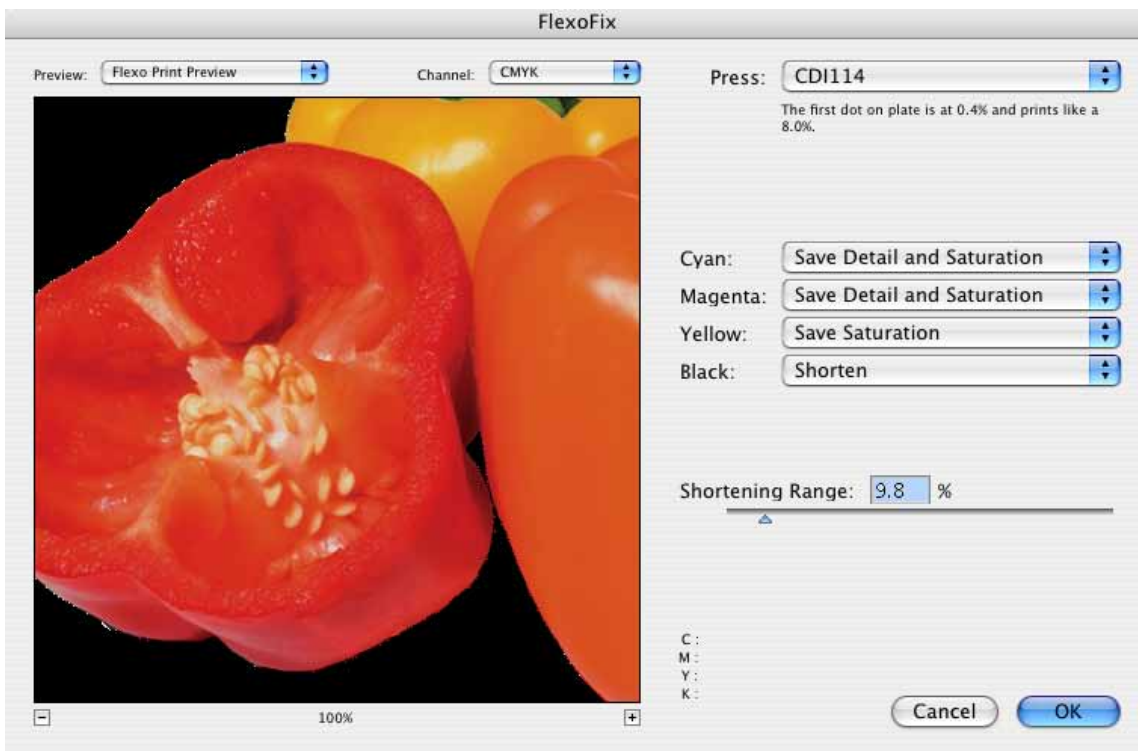 FlexoFix
Preview: Flexo Print Preview
Channel: CMYK
Press: CDI114
The first dot on plate is at 0.4% and prints like a
8.0%.
Cyan: Save Detail and Saturation
Magenta: Save Detail and Saturation
Yellow: Save Saturation
Black: Shorten
Shortening Range: 9.8 %
C :
M :
Y :
K :
- 100% +
Cancel OK